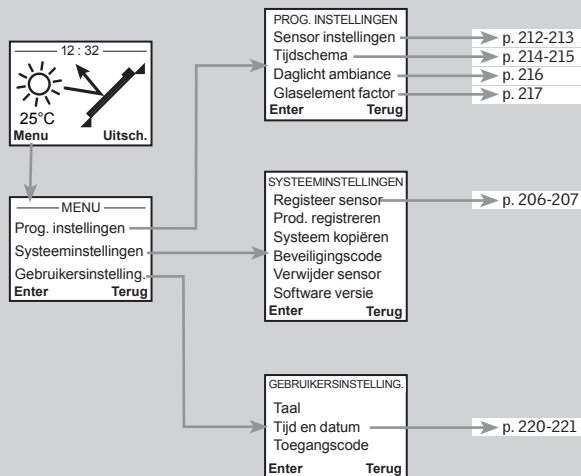 12 : 32
25°C
Menu Uitsch.
MENU
Prog. instellingen
Systeeminstellingen
Gebruikersinstelling.
Enter Terug
PROG. INSTELLINGEN
Sensor instellingen p. 212-213
Tijdschema p. 214-215
Daglicht ambiance p. 216
Glaselement factor p. 217
Enter Terug
SYSTEEMINSTELLINGEN
Registeer sensor p. 206-207
Prod. registreren
Systeem kopiëren
Beveiligingscode
Verwijder sensor
Software versie
Enter Terug
GEBRUIKERSINSTELLING.
Taal
Tijd en datum p. 220-221
Toegangscode
Enter Terug